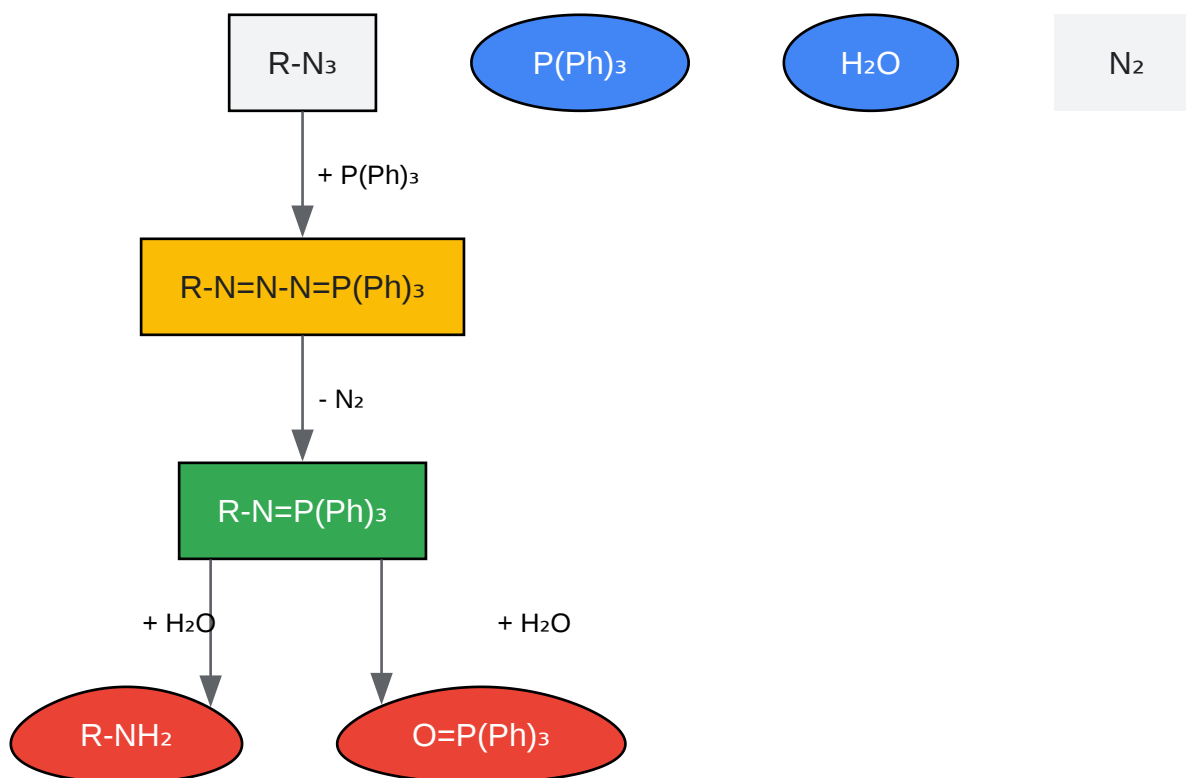 R-N₃
P(Ph)₃
H₂O
N₂
+ P(Ph)₃
R-N=N-N=P(Ph)₃
- N₂
R-N=P(Ph)₃
+ H₂O
+ H₂O
R-NH₂
O=P(Ph)₃